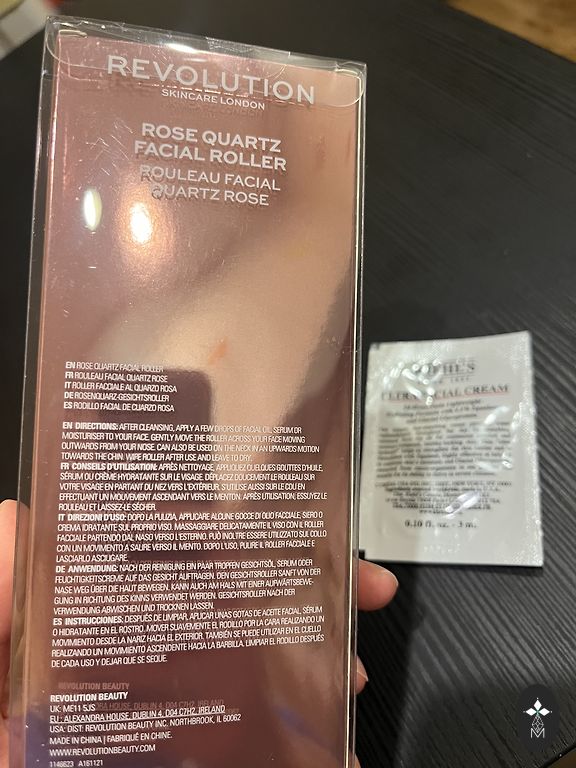 REVOLUTION
SKINCARE LONDON
ROSE QUARTZ
FACIAL ROLLER
ROULEAU FACIAL
QUARTZ ROSE
EN ROSE QUARTZ FACIAL ROLLER
FR ROULEAU FACIAL QUARTZ ROSE
IT ROLLER FACCIALE AL QUARZO ROSA
DE ROSENQUARZ-GESICHTSROLLER
ES RODILLO FACIAL DE CUARZO ROSA
EN DIRECTIONS: AFTER CLEANSING, APPLY A FEW DROPS OF FACIAL OIL, SERUM OR
MOISTURISER TO YOUR FACE. GENTLY MOVE THE ROLLER ACROSS YOUR FACE MOVING
OUTWARDS FROM YOUR NOSE. CAN ALSO BE USED ON THE NECK IN AN UPWARDS MOTION
TOWARDS THE CHIN. WIPE ROLLER AFTER USE AND LEAVE TO DRY.
FR CONSEILS D'UTILISATION: APRÈS NETTOYAGE, APPLIQUEZ QUELQUES GOUTTES D'HUILE,
SÉRUM OU CRÈME HYDRATANTE SUR LE VISAGE. DÉPLACEZ DOUCEMENT LE ROULEAU SUR
VOTRE VISAGE EN PARTANT DU NEZ VERS L'EXTÉRIEUR. S'UTILISE AUSSI SUR LE COU EN
EFFECTUANT UN MOUVEMENT ASCENDANT VERS LE MENTON. APRÈS UTILISATION, ESSUYEZ LE
ROULEAU ET LAISSEZ-LE SÉCHER
IT DIREZIONI D'USO: DOPO LA PULIZIA, APPLICARE ALCUNE GOCCE DI OLIO FACCIALE, SIERO O
CREMA IDRATANTE SUL PROPRIO VISO. MASSAGGIARE DELICATAMENTE IL VISO CON IL ROLLER
FACCIALE PARTENDO DAL NASO VERSO L'ESTERNO. PUÒ INOLTRE ESSERE UTILIZZATO SUL COLLO
CON UN MOVIMENTO A SALIRE VERSO IL MENTO. DOPO L'USO, PULIRE IL ROLLER FACCIALE E
LASCIARLO ASCIUGARE.
DE ANWENDUNG: NACH DER REINIGUNG EIN PAAR TROPFEN GESICHTSÖL, SERUM ODER
FEUCHTIGKEITSCREME AUF DAS GESICHT AUFTRAGEN. DEN GESICHTSROLLER SANFT VON DER
NASE WEG ÜBER DIE HAUT BEWEGEN. KANN AUCH AM HALS MIT EINER AUFWÄRTSBEWE-
GUNG IN RICHTUNG DES KINNS VERWENDET WERDEN. GESICHTSROLLER NACH DER
VERWENDUNG ABWISCHEN UND TROCKNEN LASSEN.
ES INSTRUCCIONES: DESPUÉS DE LIMPIAR, APLICAR UNAS GOTAS DE ACEITE FACIAL, SÉRUM
O HIDRATANTE EN EL ROSTRO. MOVER SUAVEMENTE EL RODILLO POR LA CARA REALIZANDO UN
MOVIMIENTO DESDE LA NARIZ HACIA EL EXTERIOR. TAMBIÉN SE PUEDE UTILIZAR EN EL CUELLO
REALIZANDO UN MOVIMIENTO ASCENDENTE HACIA LA BARBILLA. LIMPIAR EL RODILLO DESPUÉS
DE CADA USO Y DEJAR QUE SE SEQUE.
REVOLUTION BEAUTY
UK: ME11 5JS
EU: ALEXANDRA HOUSE, DUBLIN 4, D04 C7H2, IRELAND
USA: DIST: REVOLUTION BEAUTY INC. NORTHBROOK, IL 60062
MADE IN CHINA | FABRIQUÉ EN CHINE.
WWW.REVOLUTIONBEAUTY.COM
1146623 A161121
KIEHL'S
ULTRA FACIAL CREAM
0.10 fl. oz. - 3 ml.
M